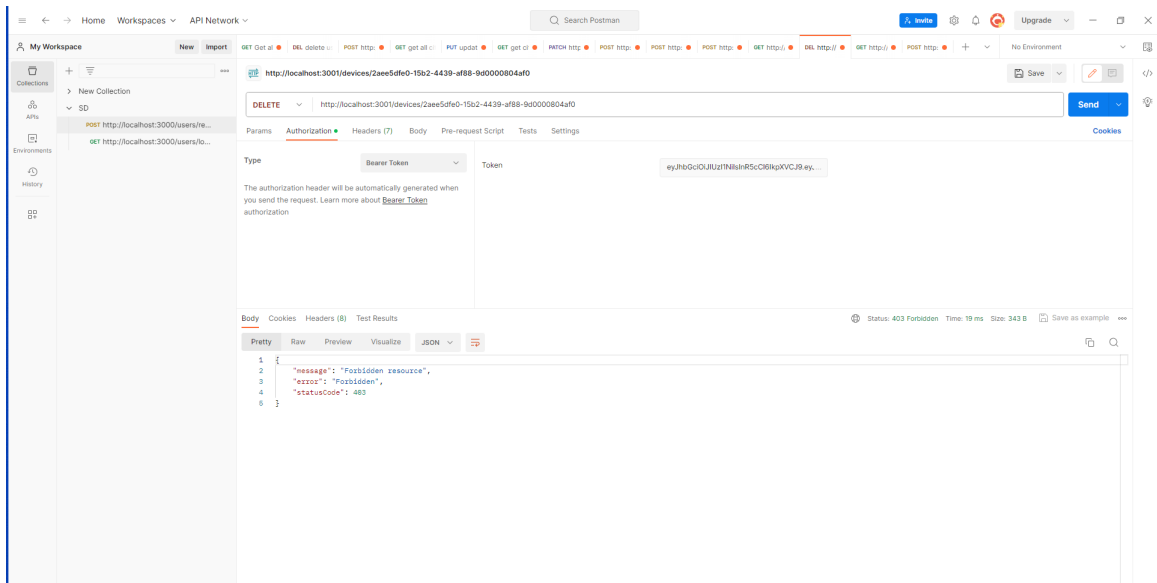 Home Workspaces API Network Search Postman Invite Upgrade
My Workspace New Import GET Get al DEL delete u POST http: GET get all c PUT updat GET get ci PATCH http: POST http: POST http: POST http: GET http:/ DEL http:// GET http:// POST http: No Environment
Collections
APIs
Environments
History
New Collection
SD
POST http://localhost:3000/users/re...
GET http://localhost:3000/users/lo...
HTTP http://localhost:3001/devices/2aee5dfe0-15b2-4439-af88-9d0000804af0 Save
DELETE http://localhost:3001/devices/2aee5dfe0-15b2-4439-af88-9d0000804af0 Send
Params Authorization Headers (7) Body Pre-request Script Tests Settings Cookies
Type Bearer Token Token eyJhbGciOiJIUzI1NiIsInR5cCI6IkpXVCJ9.ey...
The authorization header will be automatically generated when
you send the request. Learn more about Bearer Token
authorization
Body Cookies Headers (8) Test Results Status: 403 Forbidden Time: 19 ms Size: 343 B Save as example
Pretty Raw Preview Visualize JSON
1 {
2 "message": "Forbidden resource",
3 "error": "Forbidden",
4 "statusCode": 403
5 }